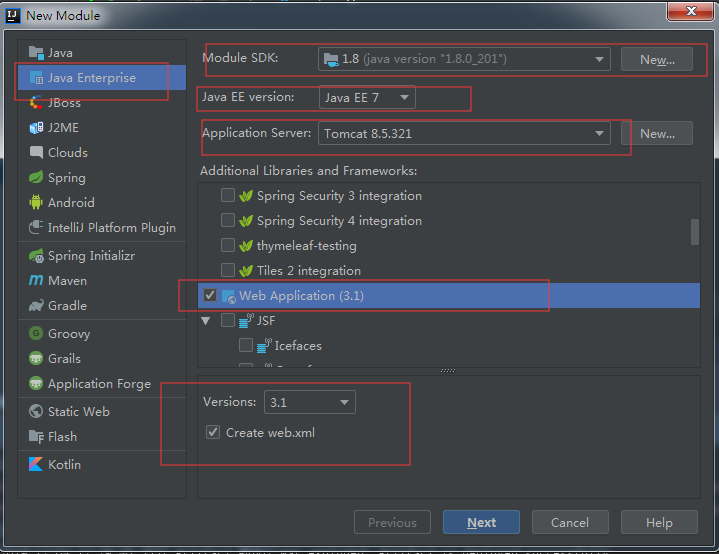 New Module
Java
Java Enterprise
JBoss
J2ME
Clouds
Spring
Android
IntelliJ Platform Plugin
Spring Initializr
Maven
Gradle
Groovy
Grails
Application Forge
Static Web
Flash
Kotlin
Module SDK: 1.8 (java version "1.8.0_201") New...
Java EE version: Java EE 7
Application Server: Tomcat 8.5.321 New...
Additional Libraries and Frameworks:
Spring Security 3 integration
Spring Security 4 integration
thymeleaf-testing
Tiles 2 integration
Web Application (3.1)
JSF
Icefaces
Versions: 3.1
Create web.xml
Previous Next Cancel Help